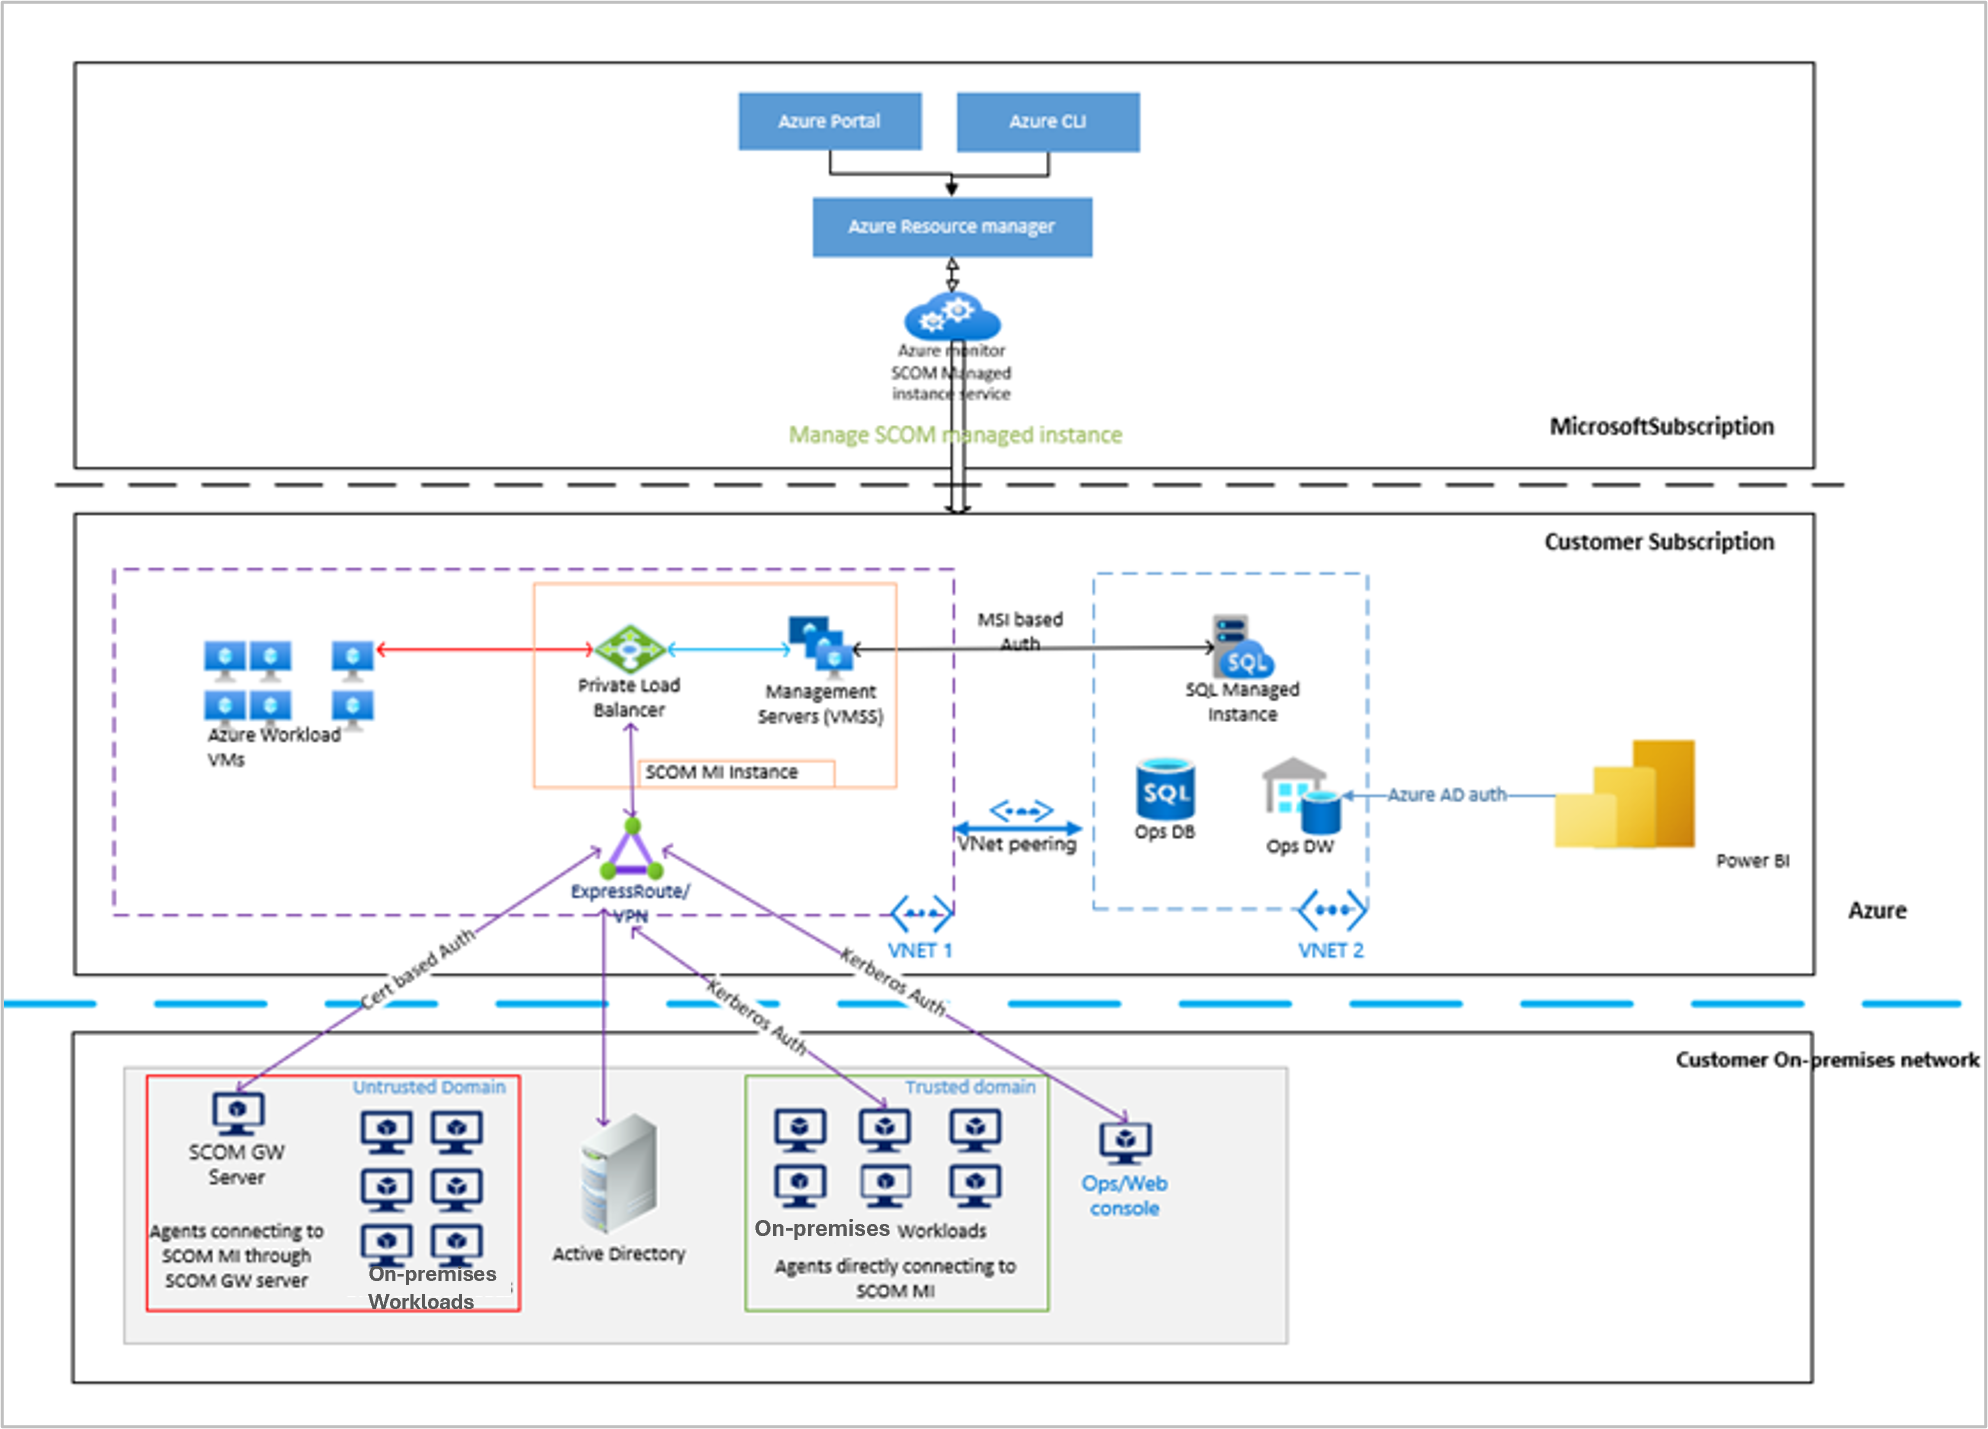 Azure Portal
Azure CLI
Azure Resource manager
Azure monitor
SCOM Managed
instance service
Manage SCOM managed instance
MicrosoftSubscription
Customer Subscription
MSI based
Auth
Private Load
Balancer
Management
Servers (VMSS)
SQL
SQL Managed
Instance
Azure Workload
VMs
SCOM MI Instance
SQL
Ops DB
Ops DW
Azure AD auth
Power BI
VNet peering
ExpressRoute/
VPN
VNET 1
VNET 2
Azure
Cert based Auth
Kerberos Auth
Kerberos Auth
Customer On-premises network
Untrusted Domain
SCOM GW
Server
Agents connecting to
SCOM MI through
SCOM GW server
On-premises
Workloads
Active Directory
Trusted domain
On-premises Workloads
Agents directly connecting to
SCOM MI
Ops/Web
console